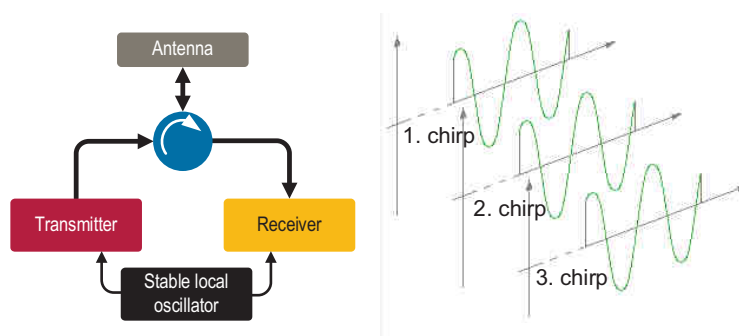 Antenna
Transmitter
Receiver
Stable local
oscillator
1. chirp
2. chirp
3. chirp